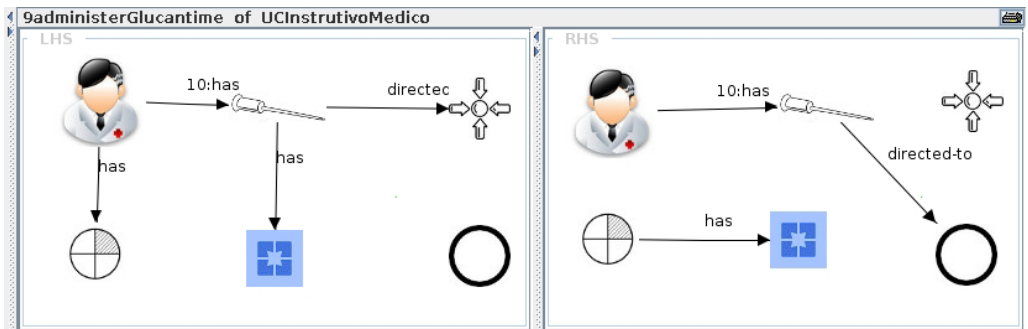 9administerGlucantime of UCInstrutivoMedico
LHS
10:has
directec
has
has
RHS
10:has
directed-to
has